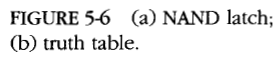 FIGURE 5-6 (a) NAND latch;
(b) truth table.